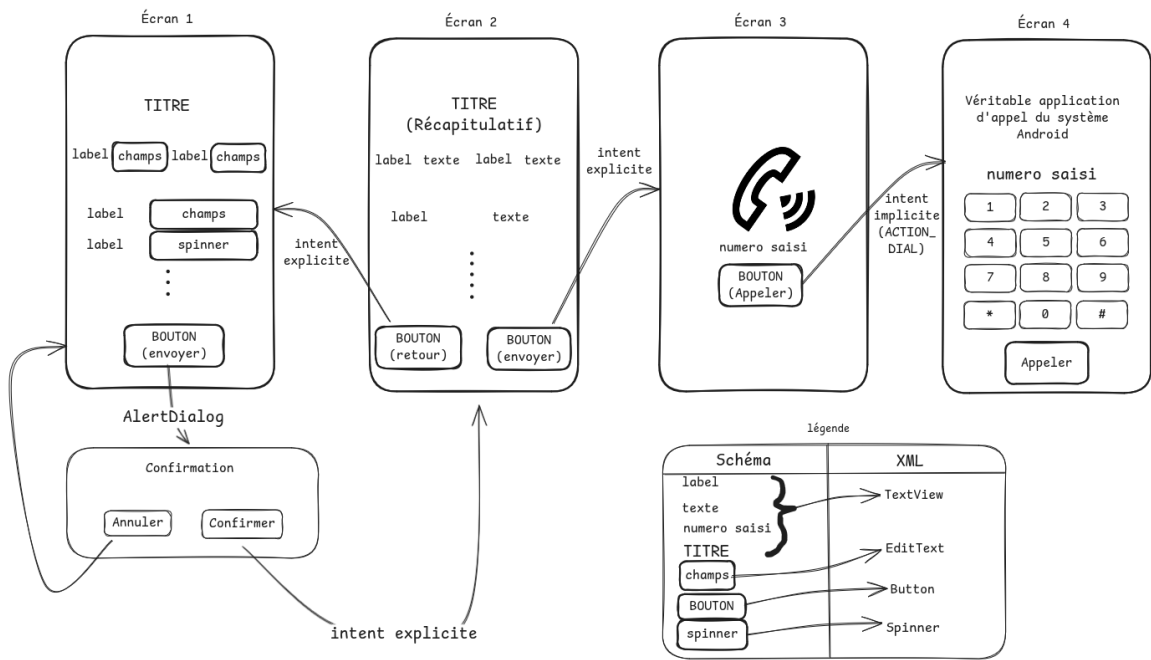 Écran 1
TITRE
label champs label champs
label champs
label spinner
BOUTON
(envoyer)
AlertDialog
Confirmation
Annuler Confirmer
intent explicite
Écran 2
TITRE
(Récapitulatif)
label texte label texte
label texte
intent
explicite
BOUTON
(retour)
BOUTON
(envoyer)
intent
explicite
Écran 3
numero saisi
BOUTON
(Appeler)
intent
implicite
(ACTION_
DIAL)
Écran 4
Véritable application
d'appel du système
Android
numero saisi
1 2 3
4 5 6
7 8 9
* 0 #
Appeler
légende
Schéma XML
label
texte
numero saisi
TITRE
champs
BOUTON
spinner
TextView
EditText
Button
Spinner